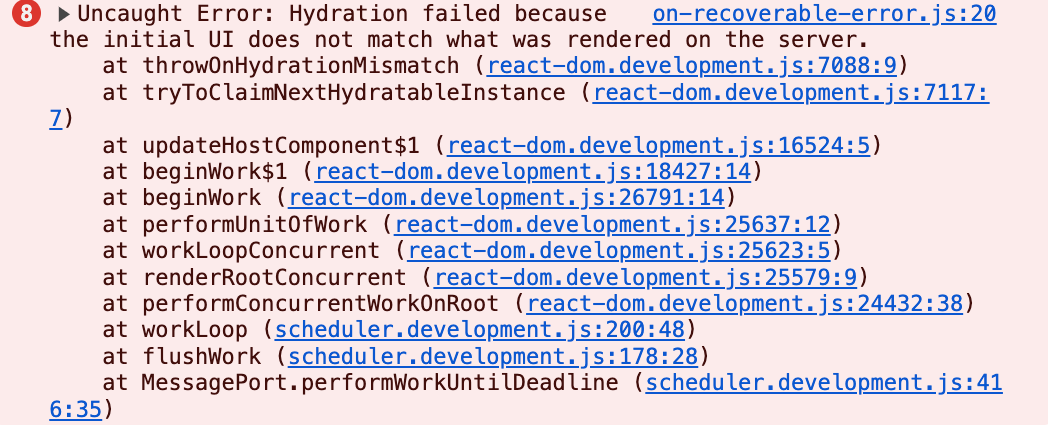 8 ▶Uncaught Error: Hydration failed because on-recoverable-error.js:20
the initial UI does not match what was rendered on the server.
at throwOnHydrationMismatch (react-dom.development.js:7088:9)
at tryToClaimNextHydratableInstance (react-dom.development.js:7117:
7)
at updateHostComponent$1 (react-dom.development.js:16524:5)
at beginWork$1 (react-dom.development.js:18427:14)
at beginWork (react-dom.development.js:26791:14)
at performUnitOfWork (react-dom.development.js:25637:12)
at workLoopConcurrent (react-dom.development.js:25623:5)
at renderRootConcurrent (react-dom.development.js:25579:9)
at performConcurrentWorkOnRoot (react-dom.development.js:24432:38)
at workLoop (scheduler.development.js:200:48)
at flushWork (scheduler.development.js:178:28)
at MessagePort.performWorkUntilDeadline (scheduler.development.js:41
6:35)